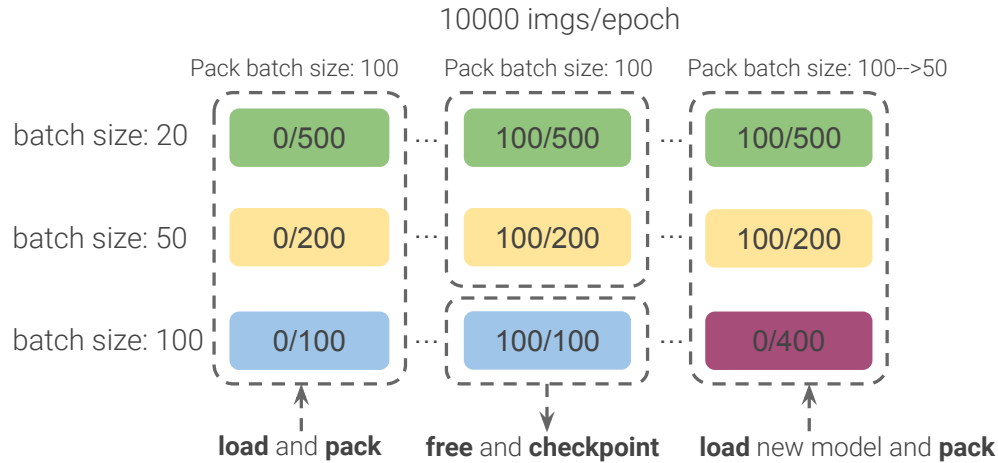 10000 imgs/epoch
Pack batch size: 100
Pack batch size: 100
Pack batch size: 100-->50
batch size: 20
0/500
...
100/500
...
100/500
batch size: 50
0/200
...
100/200
...
100/200
batch size: 100
0/100
...
100/100
...
0/400
load and pack
free and checkpoint
load new model and pack